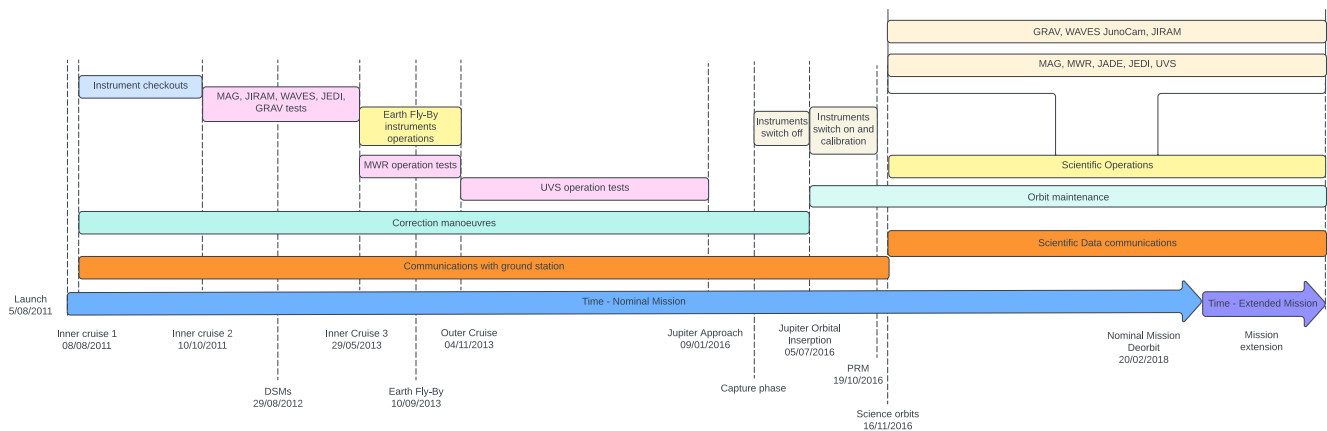 GRAV, WAVES JunoCam, JIRAM
MAG, MWR, JADE, JEDI, UVS
Instrument checkouts
MAG, JIRAM, WAVES, JEDI,
GRAV tests
Earth Fly-By
instruments
operations
Instruments
switch off
Instruments
switch on and
calibration
MWR operation tests
Scientific Operations
UVS operation tests
Orbit maintenance
Correction manoeuvres
Scientific Data communications
Communications with ground station
Launch
5/08/2011
Time - Nominal Mission
Time - Extended Mission
Inner cruise 1
08/08/2011
Inner cruise 2
10/10/2011
Inner Cruise 3
29/05/2013
Outer Cruise
04/11/2013
Jupiter Approach
09/01/2016
Jupiter Orbital
Inserption
05/07/2016
Nominal Mission
Deorbit
20/02/2018
Mission
extension
PRM
19/10/2016
DSMs
29/08/2012
Earth Fly-By
10/09/2013
Capture phase
Science orbits
16/11/2016